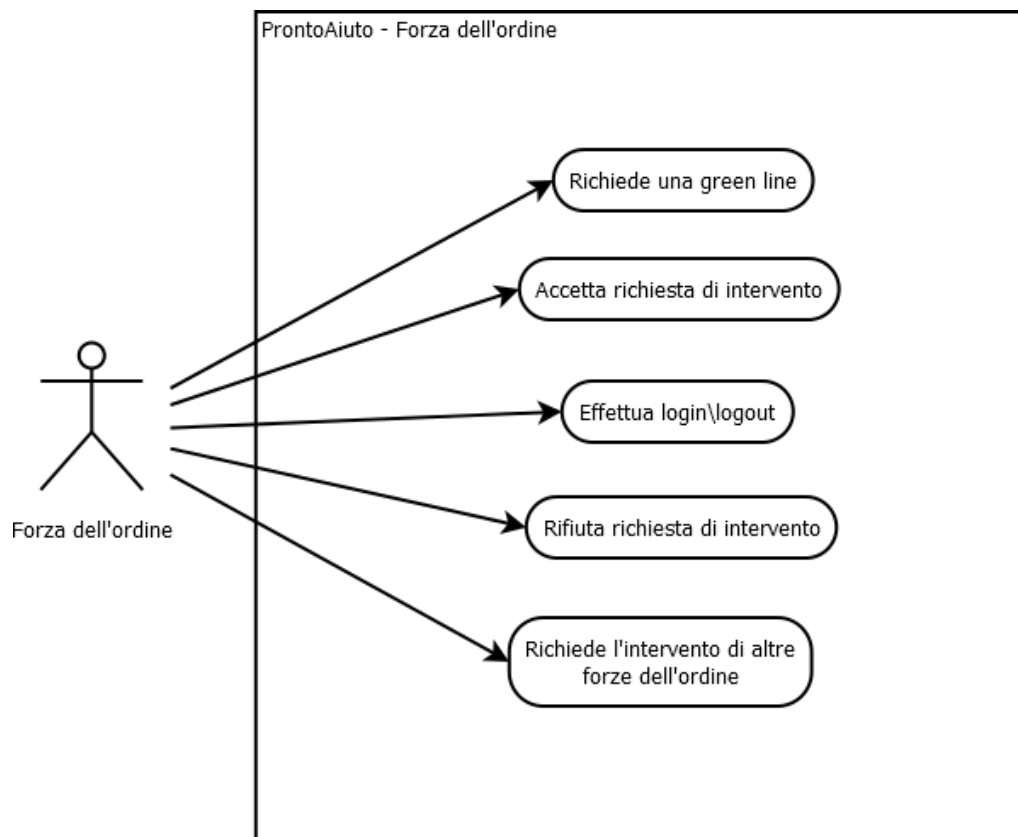 ProntoAiuto - Forza dell'ordine
Richiede una green line
Accetta richiesta di intervento
Effettua login\logout
Rifiuta richiesta di intervento
Forza dell'ordine
Richiede l'intervento di altre
forze dell'ordine